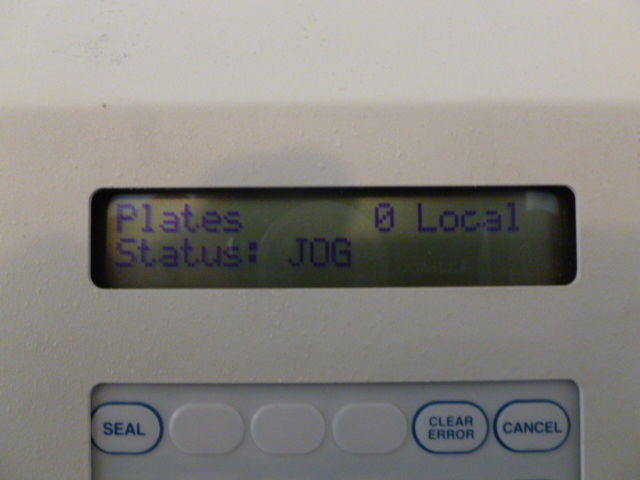 Plates 0 Local
Status: JOG
SEAL
CLEAR
ERROR
CANCEL